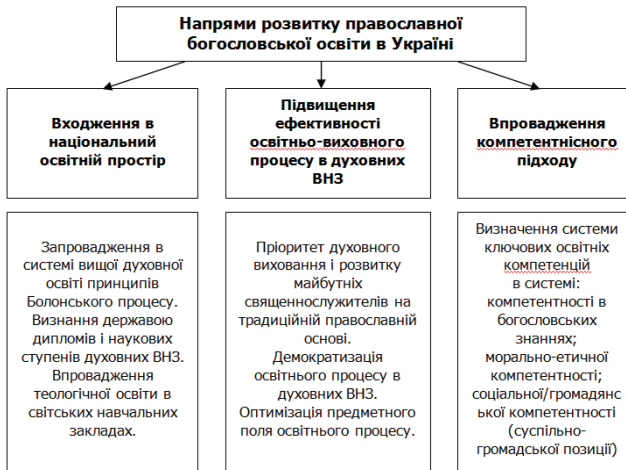 Напрями розвитку православної
богословської освіти в Україні
Входження в
національний
освітній простір
Підвищення
ефективності
освітньо-виховного
процесу в духовних
ВНЗ
Впровадження
компетентнісного
підходу
Запровадження в
системі вищої духовної
освіті принципів
Болонського процесу.
Визнання державою
дипломів і наукових
ступенів духовних ВНЗ.
Впровадження
теологічної освіти в
світських навчальних
закладах.
Пріоритет духовного
виховання і розвитку
майбутніх
священнослужителів на
традиційній православній
основі.
Демократизація
освітнього процесу в
духовних ВНЗ.
Оптимізація предметного
поля освітнього процесу.
Визначення системи
ключових освітніх
компетенцій
в системі:
компетентності в
богословських
знаннях;
морально-етичної
компетентності;
соціальної/громадянс
ької компетентності
(суспільно-
громадської позиції)